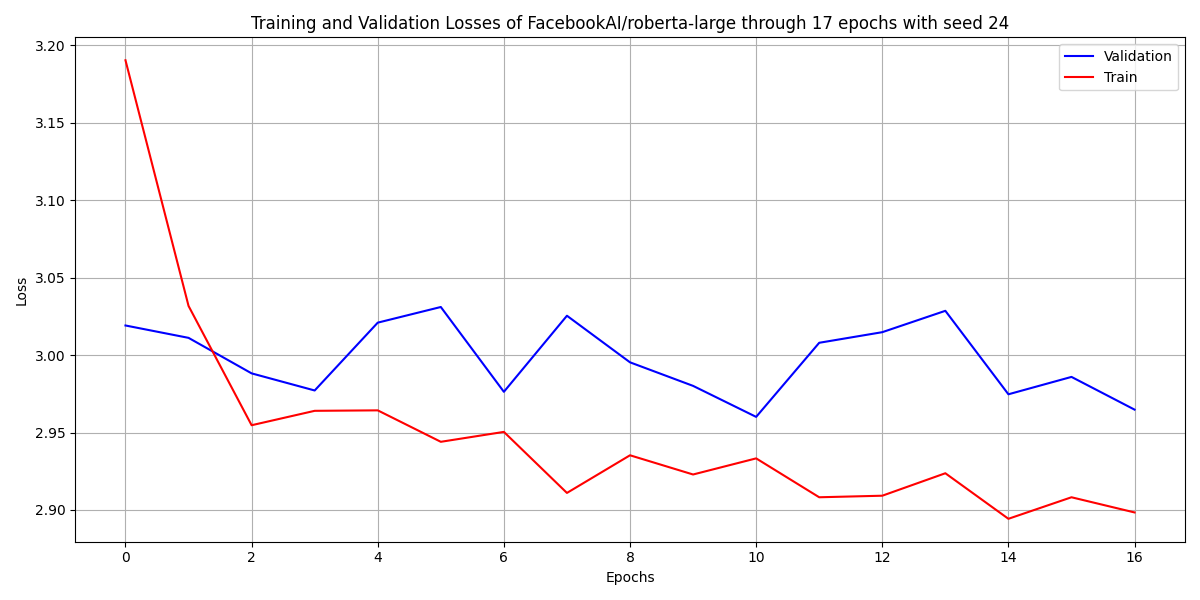 Training and Validation Losses of FacebookAI/roberta-large through 17 epochs with seed 24
Validation
Train
3.20
3.15
3.10
3.05
3.00
2.95
2.90
Loss
0 2 4 6 8 10 12 14 16
Epochs